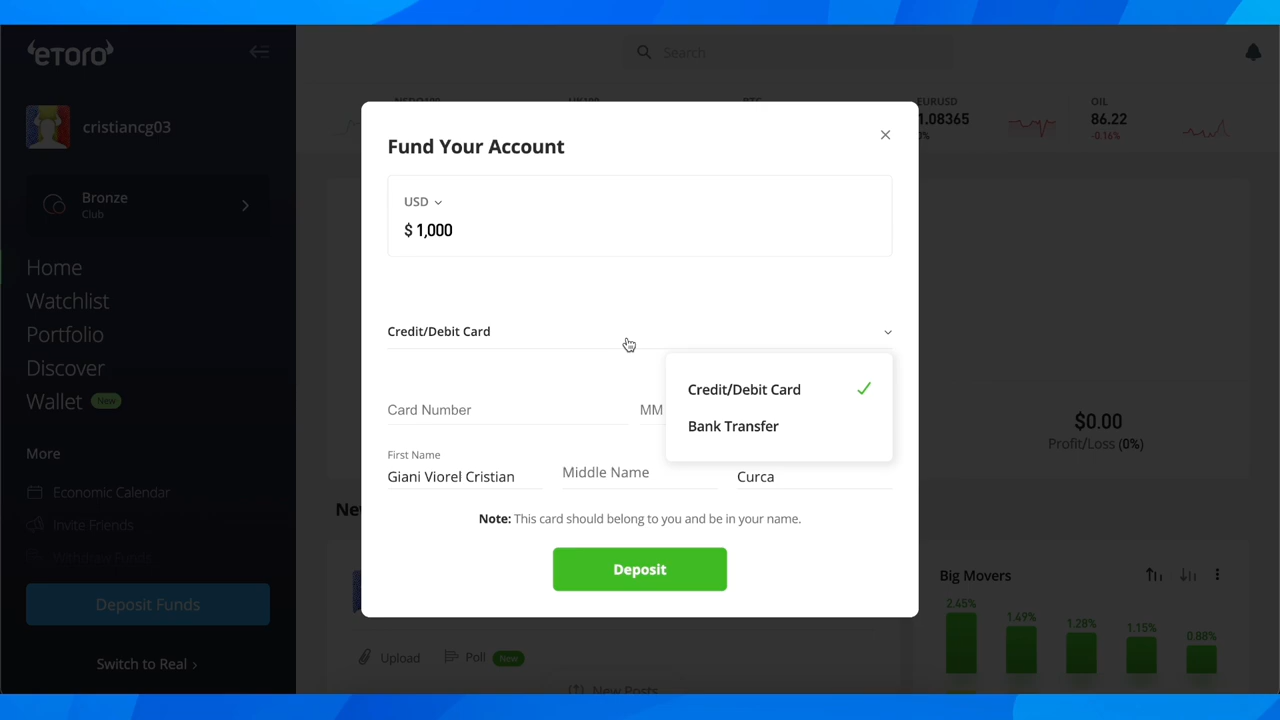 etoro
Search
cristiancg03
Bronze
Club
Home
Watchlist
Portfolio
Discover
Wallet New
More
Economic Calendar
Invite Friends
Withdraw Funds
Deposit Funds
Switch to Real ›
EURUSD
1.08365
OIL
86.22
-0.16%
Fund Your Account
USD
$ 1,000
Credit/Debit Card
Credit/Debit Card
Bank Transfer
Card Number
MM
First Name
Giani Viorel Cristian
Middle Name
Curca
Note: This card should belong to you and be in your name.
Deposit
$0.00
Profit/Loss (0%)
Upload
Poll New
New Posts
Big Movers
2.45%
1.49%
1.28%
1.15%
0.88%